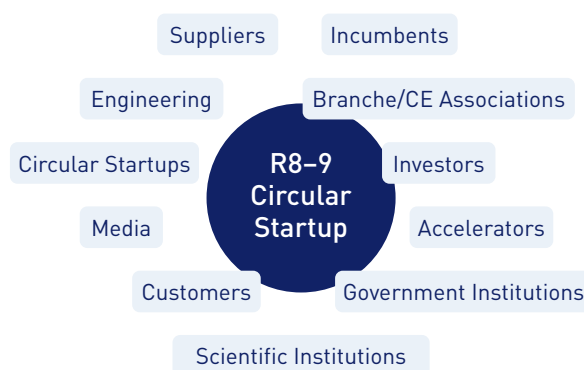 Suppliers
Incumbents
Engineering
Branche/CE Associations
Circular Startups
R8–9
Circular
Startup
Investors
Media
Accelerators
Customers
Government Institutions
Scientific Institutions